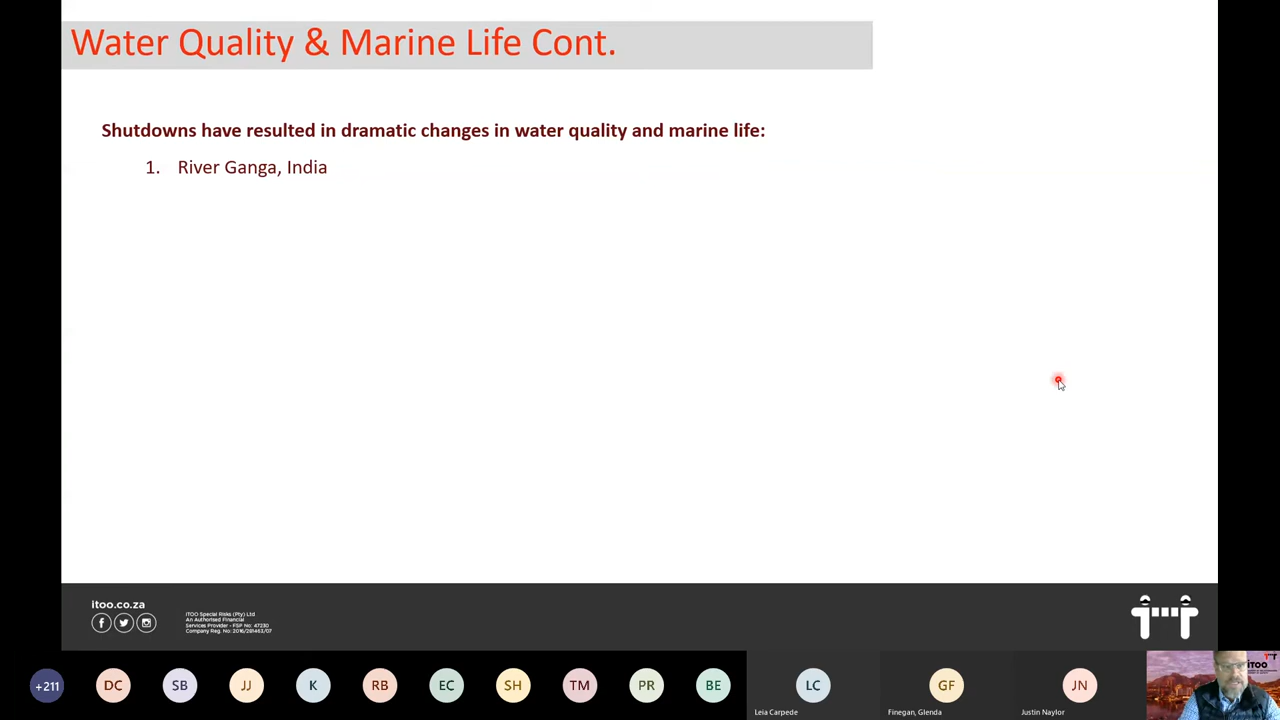 Water Quality & Marine Life Cont.
Shutdowns have resulted in dramatic changes in water quality and marine life:
1. River Ganga, India
itoo.co.za
ITOO Special Risks (Pty) Ltd
An Authorised Financial
Services Provider - FSP No: 47230
Company Reg. No: 2016/281463/07
+211
DC
SB
JJ
K
RB
EC
SH
TM
PR
BE
LC
GF
JN
Leia Carpede
Finegan, Glenda
Justin Naylor
itoo